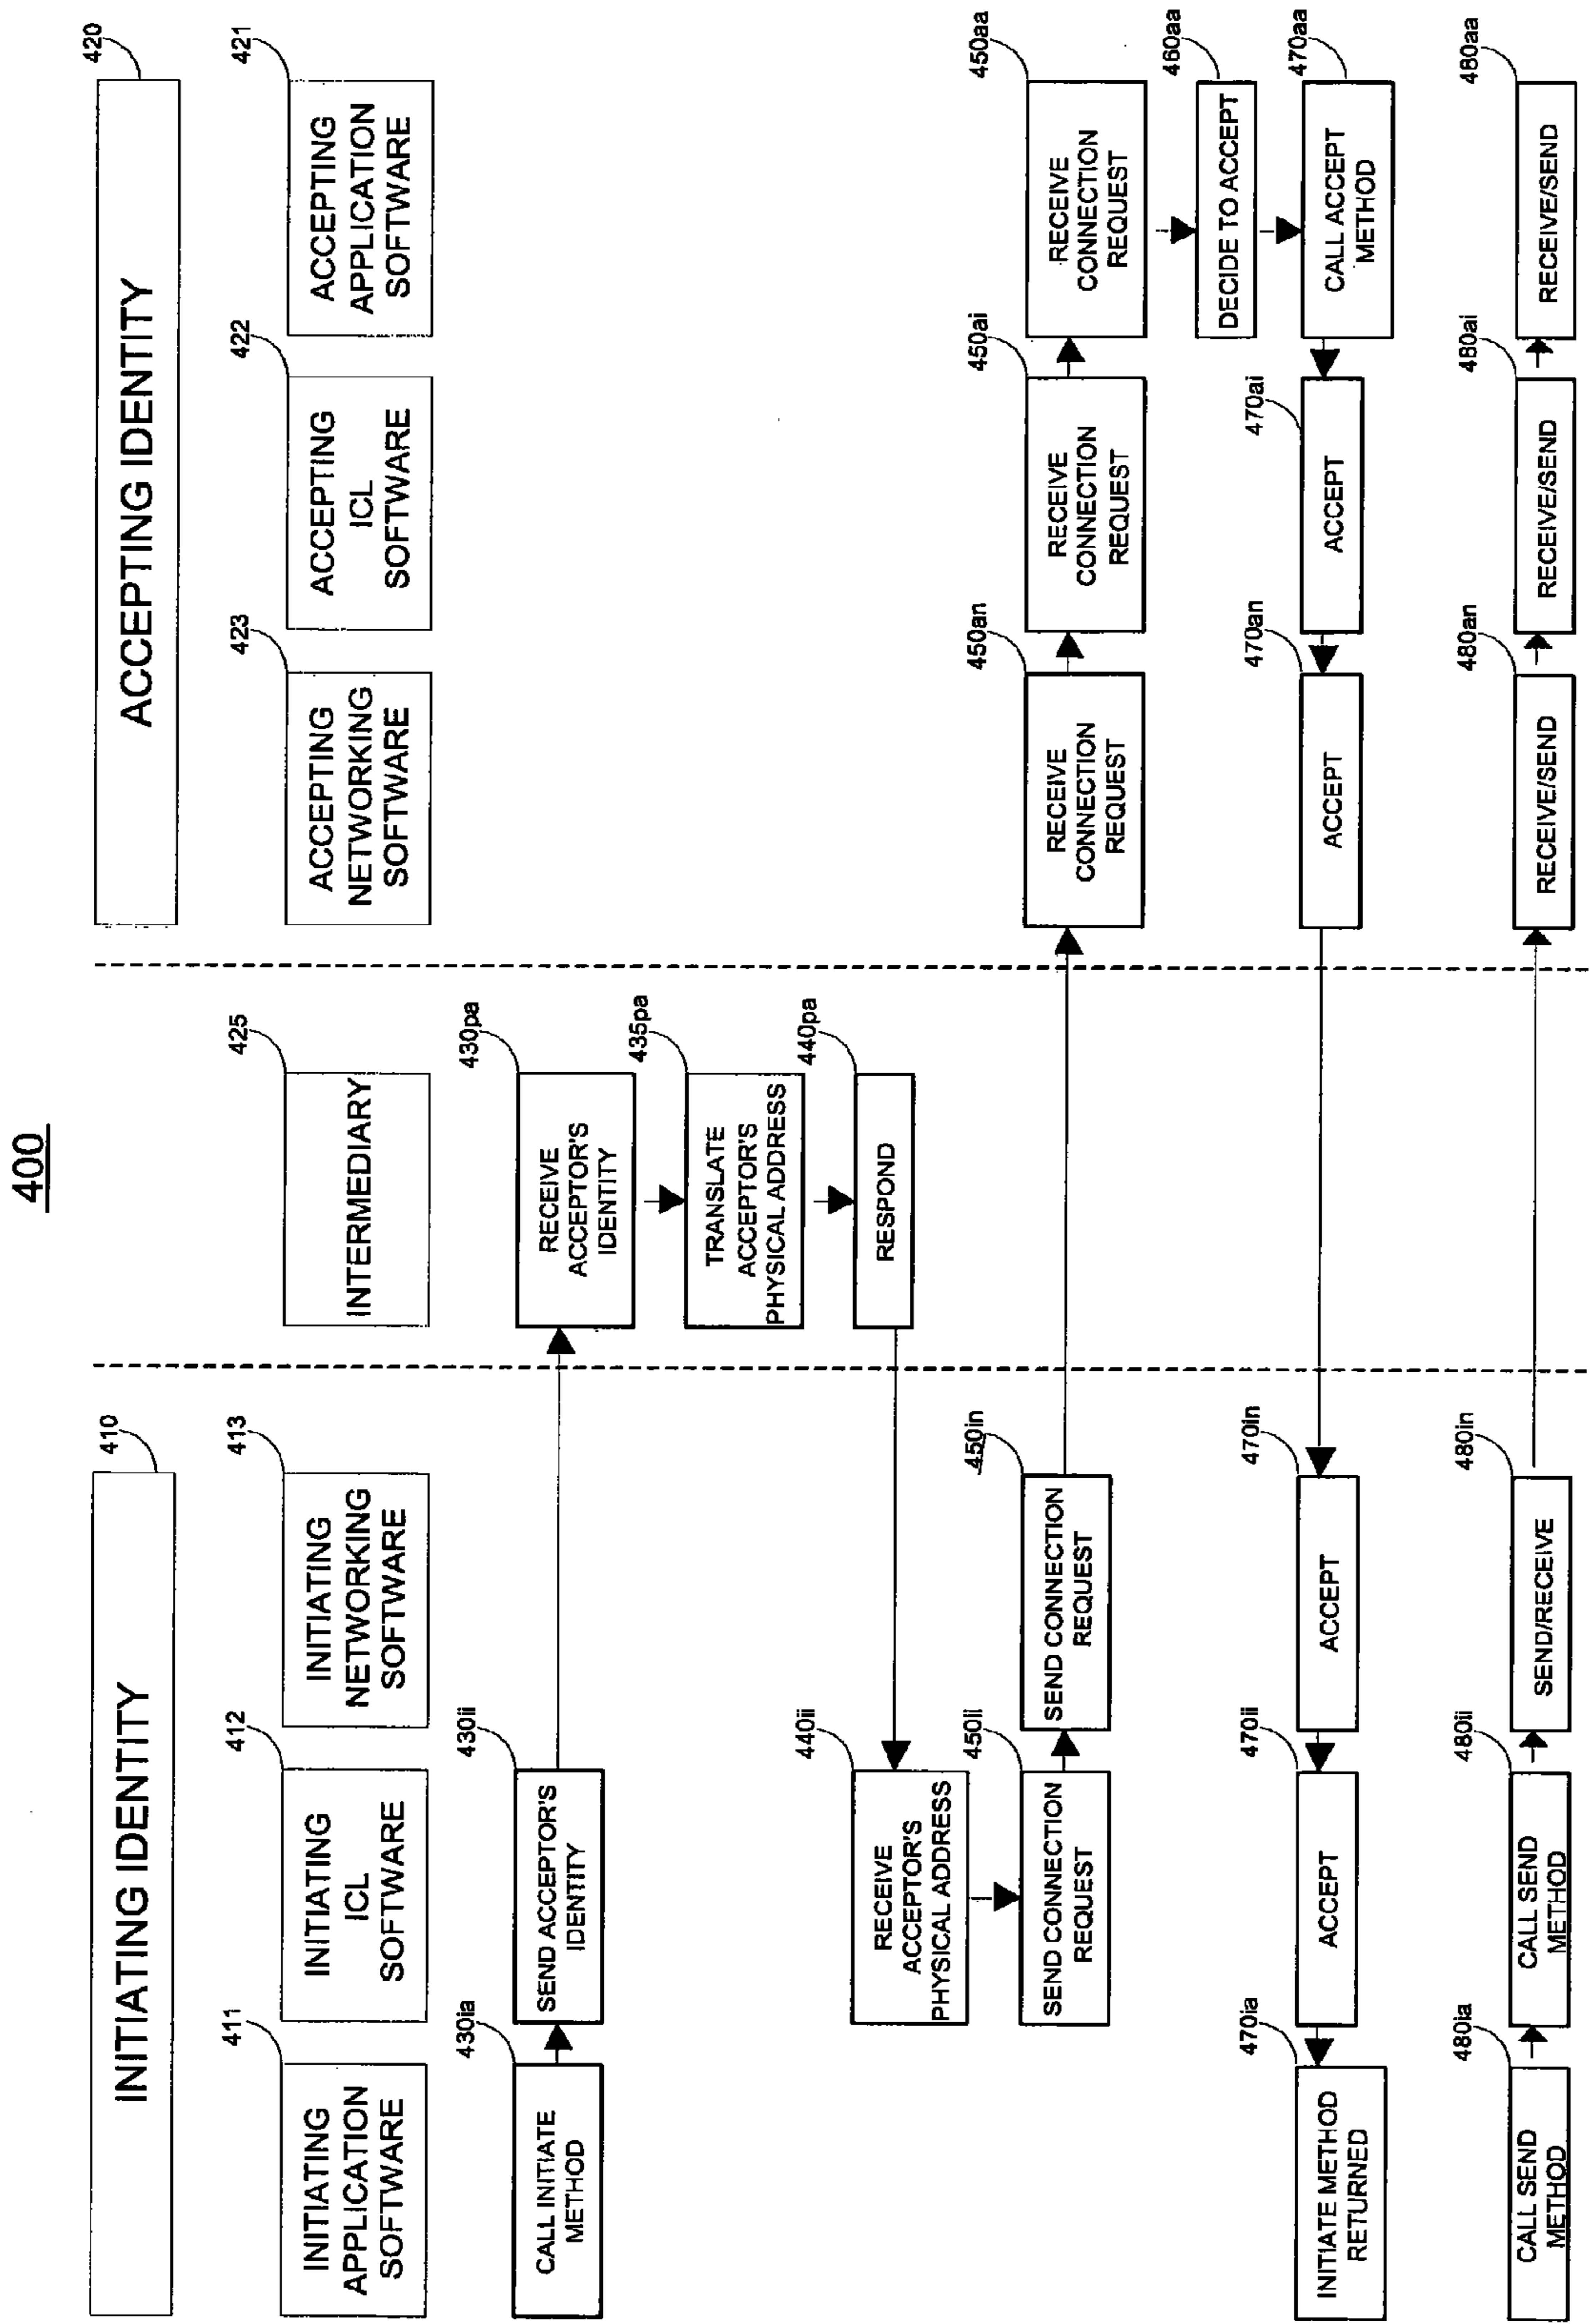 400
INITIATING IDENTITY
410
ACCEPTING IDENTITY
420
INITIATING
APPLICATION
SOFTWARE
411
INITIATING
ICL
SOFTWARE
412
INITIATING
NETWORKING
SOFTWARE
413
INTERMEDIARY
425
ACCEPTING
NETWORKING
SOFTWARE
423
ACCEPTING
ICL
SOFTWARE
422
ACCEPTING
APPLICATION
SOFTWARE
421
430ia
CALL INITIATE
METHOD
430ii
SEND ACCEPTOR'S
IDENTITY
430pa
RECEIVE
ACCEPTOR'S
IDENTITY
435pa
TRANSLATE
ACCEPTOR'S
PHYSICAL ADDRESS
440pa
RESPOND
440ii
RECEIVE
ACCEPTOR'S
PHYSICAL ADDRESS
450ii
SEND CONNECTION
REQUEST
450in
SEND CONNECTION
REQUEST
450an
RECEIVE
CONNECTION
REQUEST
450ai
RECEIVE
CONNECTION
REQUEST
450aa
RECEIVE
CONNECTION
REQUEST
460aa
DECIDE TO ACCEPT
470aa
CALL ACCEPT
METHOD
470ai
ACCEPT
470an
ACCEPT
470in
ACCEPT
470ii
ACCEPT
470ia
INITIATE METHOD
RETURNED
480ia
CALL SEND
METHOD
480ii
CALL SEND
METHOD
480in
SEND/RECEIVE
480an
RECEIVE/SEND
480ai
RECEIVE/SEND
480aa
RECEIVE/SEND